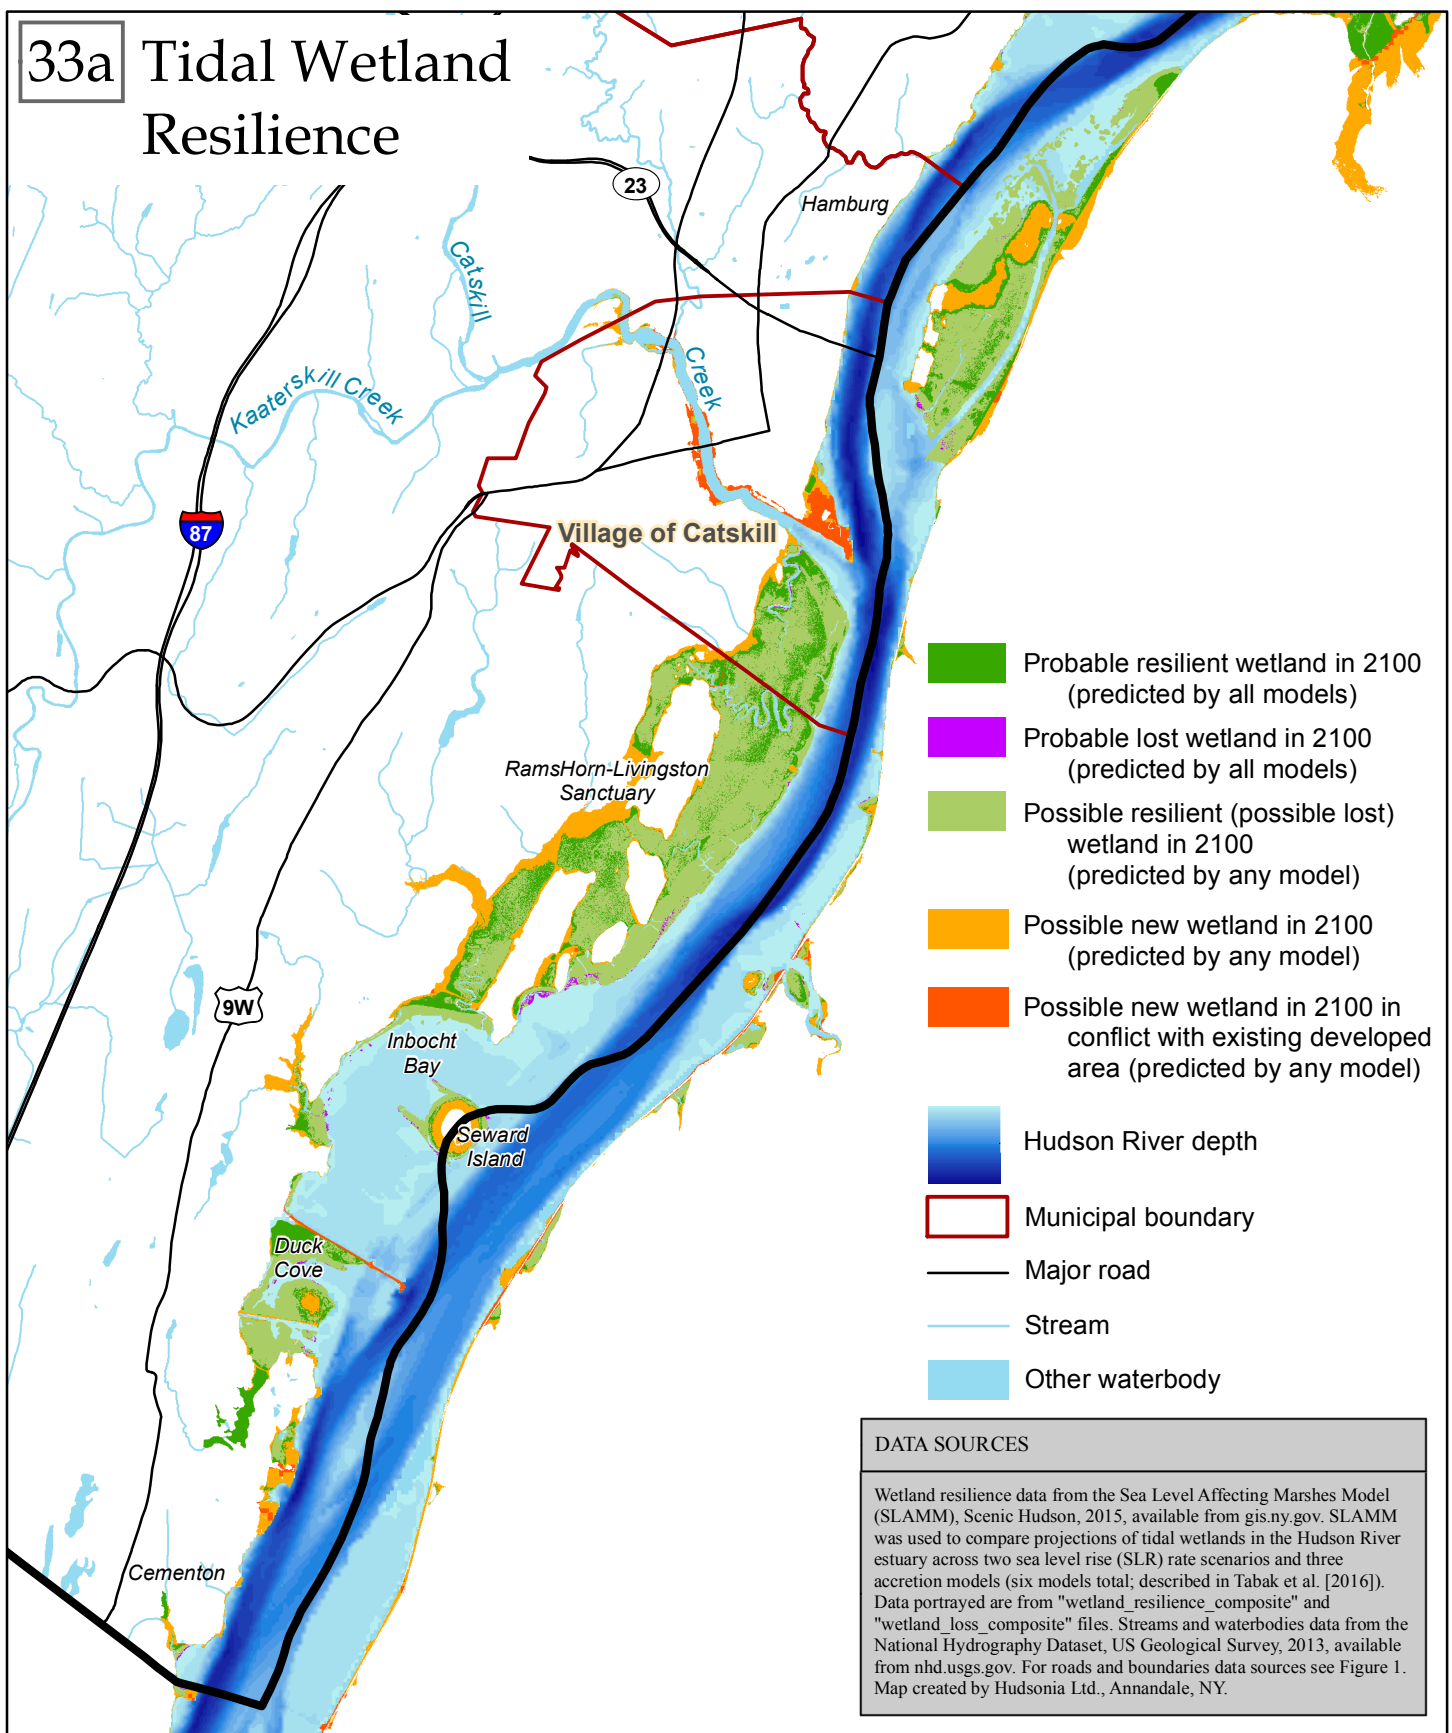 33a Tidal Wetland
Resilience
23
Hamburg
Catskill
Creek
Kaaterskill Creek
87
Village of Catskill
RamsHorn-Livingston
Sanctuary
9W
Inbocht
Bay
Seward
Island
Duck
Cove
Cementon
Probable resilient wetland in 2100
(predicted by all models)
Probable lost wetland in 2100
(predicted by all models)
Possible resilient (possible lost)
wetland in 2100
(predicted by any model)
Possible new wetland in 2100
(predicted by any model)
Possible new wetland in 2100 in
conflict with existing developed
area (predicted by any model)
Hudson River depth
Municipal boundary
Major road
Stream
Other waterbody
DATA SOURCES
Wetland resilience data from the Sea Level Affecting Marshes Model
(SLAMM), Scenic Hudson, 2015, available from gis.ny.gov. SLAMM
was used to compare projections of tidal wetlands in the Hudson River
estuary across two sea level rise (SLR) rate scenarios and three
accretion models (six models total; described in Tabak et al. [2016]).
Data portrayed are from "wetland_resilience_composite" and
"wetland_loss_composite" files. Streams and waterbodies data from the
National Hydrography Dataset, US Geological Survey, 2013, available
from nhd.usgs.gov. For roads and boundaries data sources see Figure 1.
Map created by Hudsonia Ltd., Annandale, NY.